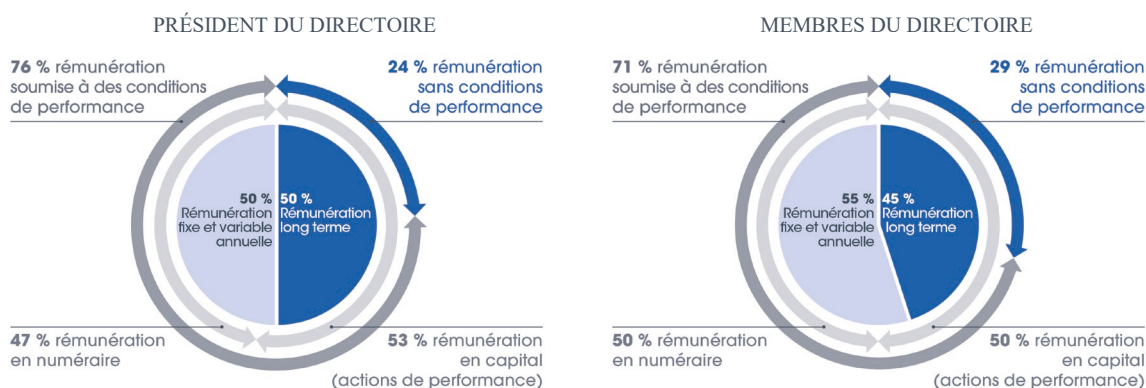 PRÉSIDENT DU DIRECTOIRE
76 % rémunération
soumise à des conditions
de performance
24 % rémunération
sans conditions
de performance
50 %
Rémunération
fixe et variable
annuelle
50 %
Rémunération
long terme
47 % rémunération
en numéraire
53 % rémunération
en capital
(actions de performance)
MEMBRES DU DIRECTOIRE
71 % rémunération
soumise à des conditions
de performance
29 % rémunération
sans conditions
de performance
55 %
Rémunération
fixe et variable
annuelle
45 %
Rémunération
long terme
50 % rémunération
en numéraire
50 % rémunération
en capital
(actions de performance)